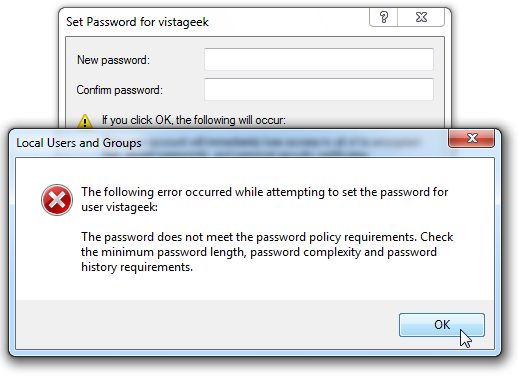 Set Password for vistageek
New password:
Confirm password:
If you click OK, the following will occur:
Local Users and Groups
The following error occurred while attempting to set the password for
user vistageek:
The password does not meet the password policy requirements. Check
the minimum password length, password complexity and password
history requirements.
OK